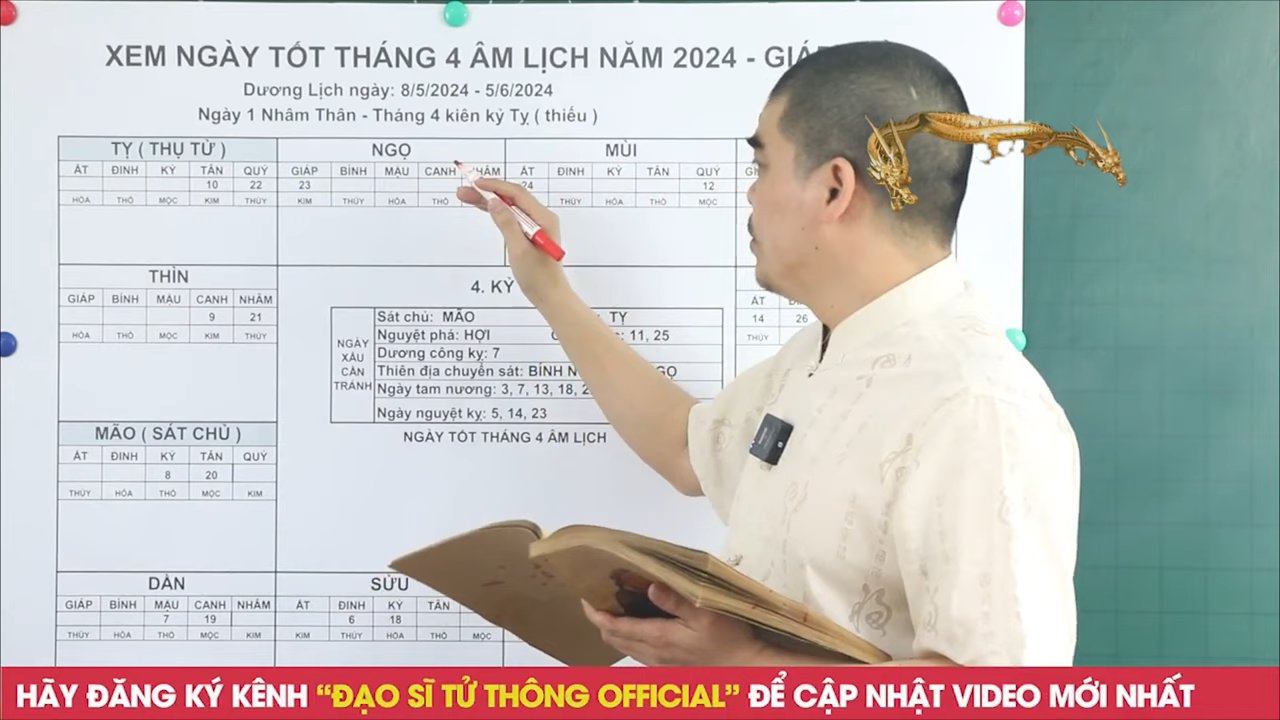 XEM NGÀY TỐT THÁNG 4 ÂM LỊCH NĂM 2024 - GIÁP
Dương Lịch ngày: 8/5/2024 - 5/6/2024
Ngày 1 Nhâm Thân - Tháng 4 kiên kỷ Tỵ ( thiếu )
TỴ ( THỤ TỬ )
ẤT ĐINH KỶ TÂN QUÝ
10 22
HỎA THỔ MỘC KIM THỦY
NGỌ
GIÁP BÍNH MẬU CANH NHÂM
23
KIM THỦY HỎA THỔ
MÙI
ẤT ĐINH KỶ TÂN QUÝ
24 12
THỦY HỎA THỔ MỘC
THÌN
GIÁP BÍNH MẬU CANH NHÂM
9 21
HỎA THỔ MỘC KIM THỦY
4. KỶ
NGÀY XẤU CẦN TRÁNH
Sát chủ: MÃO TỴ
Nguyệt phá: HỢI : 11, 25
Dương công kỵ: 7
Thiên địa chuyển sát: BÍNH N GỌ
Ngày tam nương: 3, 7, 13, 18, 2
Ngày nguyệt kỵ: 5, 14, 23
NGÀY TỐT THÁNG 4 ÂM LỊCH
ẤT
14 26
THỦY
MÃO ( SÁT CHỦ )
ẤT ĐINH KỶ TÂN QUÝ
8 20
THỦY HỎA THỔ MỘC KIM
DẦN
GIÁP BÍNH MẬU CANH NHÂM
7 19
THỦY HỎA THỔ MỘC KIM
SỬU
ẤT ĐINH KỶ TÂN
6 18
KIM THỦY HỎA THỔ MỘC
HÃY ĐĂNG KÝ KÊNH “ĐẠO SĨ TỬ THÔNG OFFICIAL” ĐỂ CẬP NHẬT VIDEO MỚI NHẤT